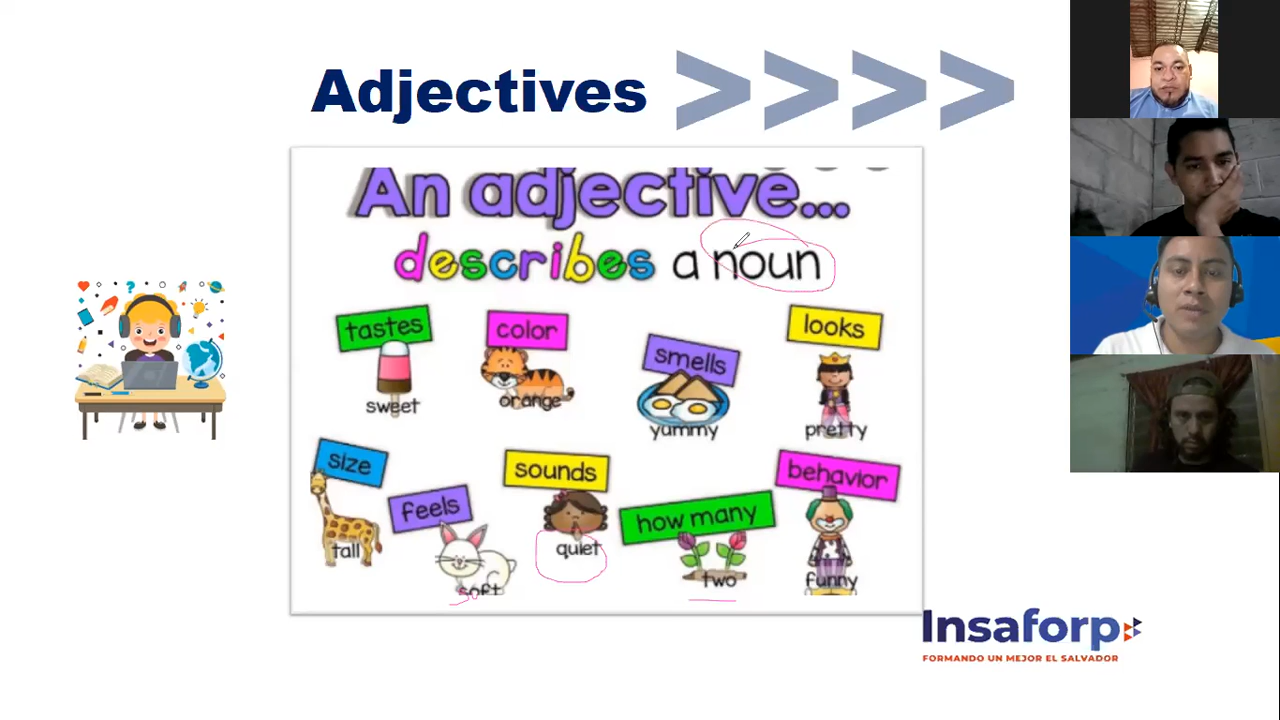 Adjectives >>>>
An adjective...
describes a noun
tastes
sweet
color
orange
smells
yummy
looks
pretty
size
tall
feels
soft
sounds
quiet
how many
two
behavior
funny
Insaforp
FORMANDO UN MEJOR EL SALVADOR